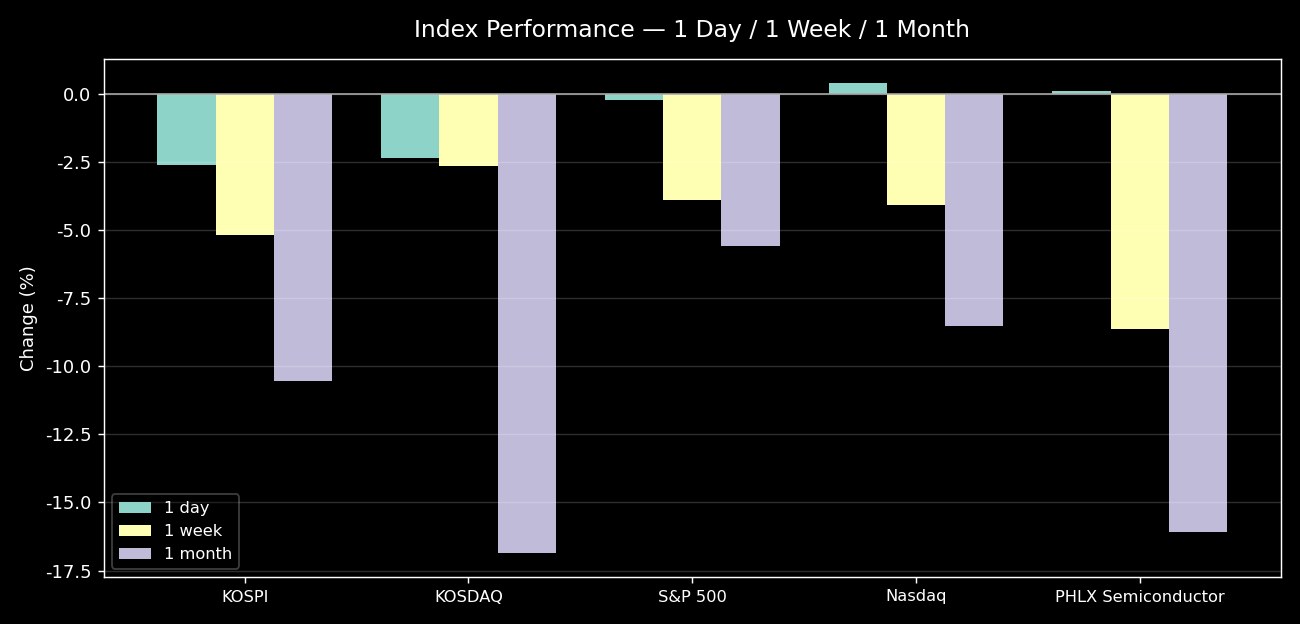 Index Performance — 1 Day / 1 Week / 1 Month
Change (%)
0.0
-2.5
-5.0
-7.5
-10.0
-12.5
-15.0
-17.5
1 day
1 week
1 month
KOSPI
KOSDAQ
S&P 500
Nasdaq
PHLX Semiconductor